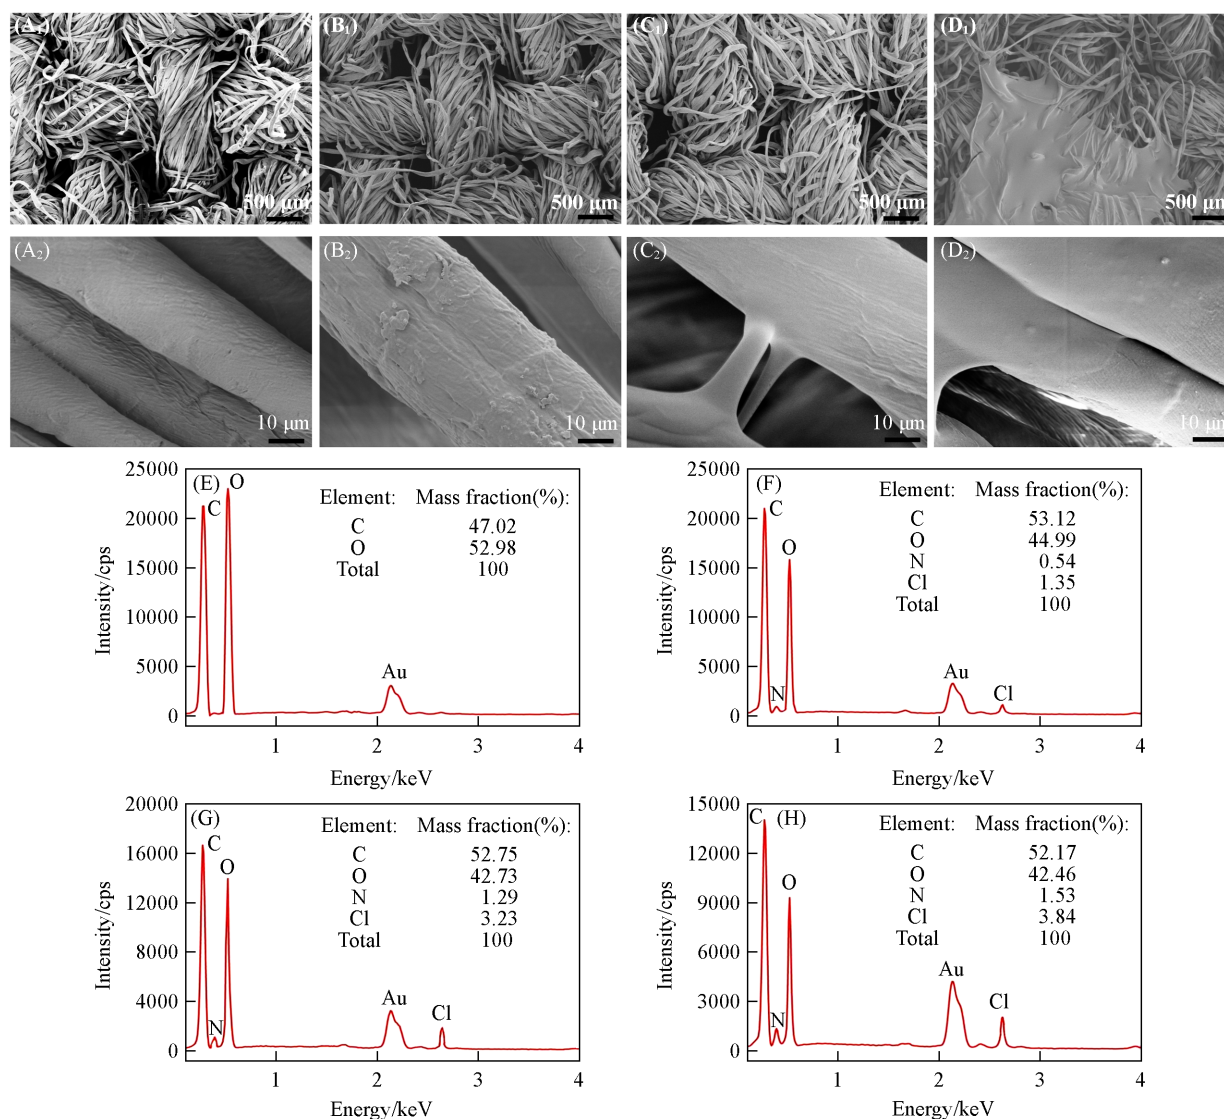 (A₁) (B₁) (C₁) (D₁)
500 μm 500 μm 500 μm 500 μm
(A₂) (B₂) (C₂) (D₂)
10 μm 10 μm 10 μm 10 μm
25000
20000
15000
10000
5000
0
Intensity/cps
(E)
C
O
Au
Element: Mass fraction(%):
C 47.02
O 52.98
Total 100
1 2 3 4
Energy/keV
25000
20000
15000
10000
5000
0
Intensity/cps
(F)
C
O
N
Au
Cl
Element: Mass fraction(%):
C 53.12
O 44.99
N 0.54
Cl 1.35
Total 100
1 2 3 4
Energy/keV
20000
16000
12000
8000
4000
0
Intensity/cps
(G)
C
O
N
Au
Cl
Element: Mass fraction(%):
C 52.75
O 42.73
N 1.29
Cl 3.23
Total 100
1 2 3 4
Energy/keV
15000
12000
9000
6000
3000
0
Intensity/cps
C (H)
O
N
Au
Cl
Element: Mass fraction(%):
C 52.17
O 42.46
N 1.53
Cl 3.84
Total 100
1 2 3 4
Energy/keV